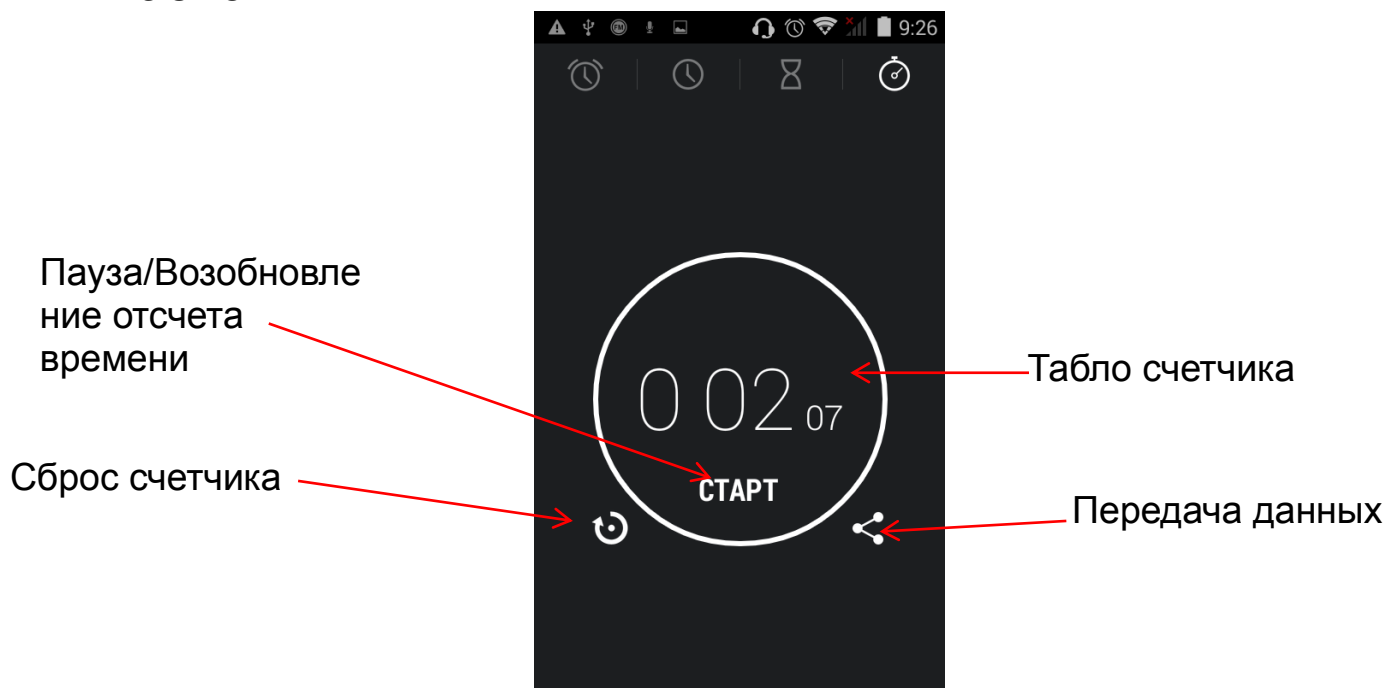 9:26
Пауза/Возобновле
ние отсчета
времени
0 02 07
Табло счетчика
Сброс счетчика
СТАРТ
Передача данных